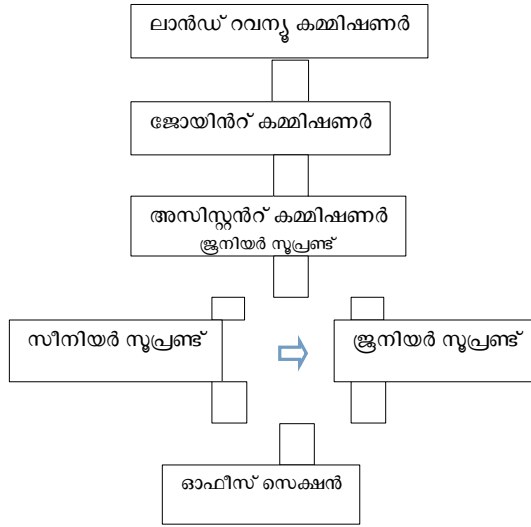 ലാൻഡ് റവന്യൂ കമ്മിഷണർ
ജോയിൻറ് കമ്മിഷണർ
അസിസ്റ്റൻറ് കമ്മിഷണർ
ജൂനിയർ സൂപ്രണ്ട്
സീനിയർ സൂപ്രണ്ട്
ജൂനിയർ സൂപ്രണ്ട്
ഓഫീസ് സെക്ഷൻ